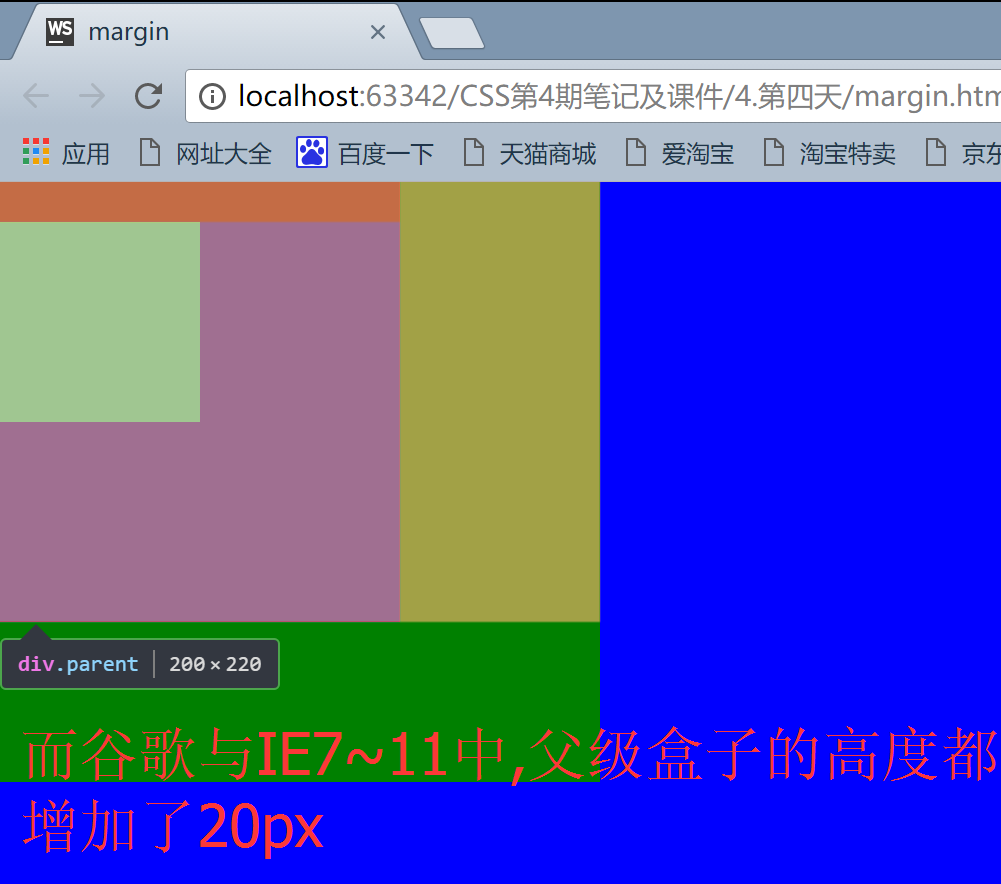 WS margin
localhost:63342/CSS第4期笔记及课件/4.第四天/margin.htm
应用 网址大全 百度一下 天猫商城 爱淘宝 淘宝特卖 京东
div.parent 200×220
而谷歌与IE7~11中,父级盒子的高度都
增加了20px